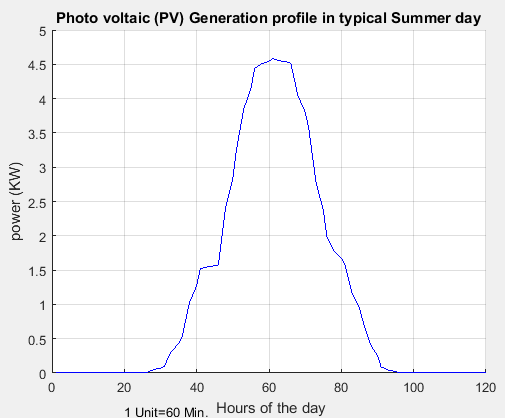 Photo voltaic (PV) Generation profile in typical Summer day
5
4.5
4
3.5
3
2.5
2
1.5
1
0.5
0
power (KW)
0 20 40 60 80 100 120
1 Unit=60 Min.
Hours of the day